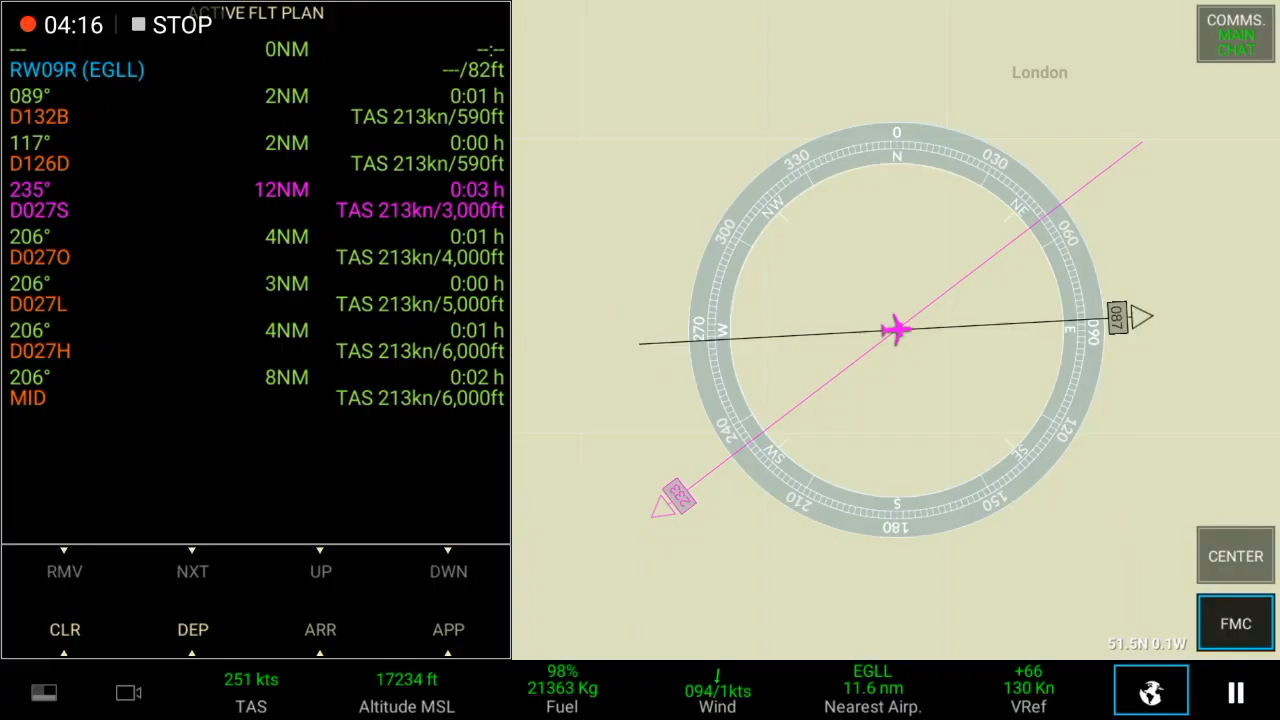 04:16 STOP
ACTIVE FLT PLAN
--- 0NM --:--
RW09R (EGLL) ---/82ft
089° 2NM 0:01 h
D132B TAS 213kn/590ft
117° 2NM 0:00 h
D126D TAS 213kn/590ft
235° 12NM 0:03 h
D027S TAS 213kn/3,000ft
206° 4NM 0:01 h
D027O TAS 213kn/4,000ft
206° 3NM 0:00 h
D027L TAS 213kn/5,000ft
206° 4NM 0:01 h
D027H TAS 213kn/6,000ft
206° 8NM 0:02 h
MID TAS 213kn/6,000ft
RMV NXT UP DWN
CLR DEP ARR APP
COMMS.
MAIN
CHAT
London
0
N
330
030
NW
NE
300
060
270
W
E
090
087
240
SW
SE
120
233
210
S
150
180
CENTER
FMC
51.5N 0.1W
251 kts
TAS
17234 ft
Altitude MSL
98%
21363 Kg
Fuel
094/1kts
Wind
EGLL
11.6 nm
Nearest Airp.
+66
130 Kn
VRef